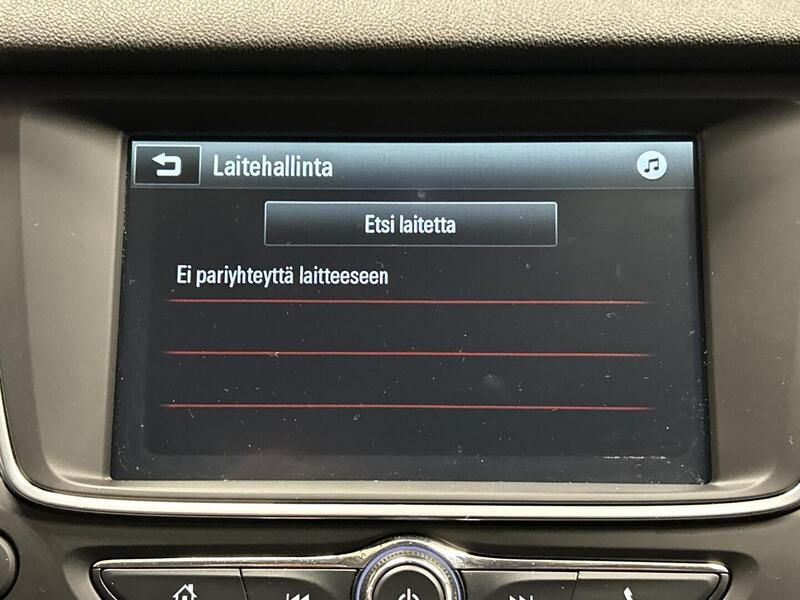 Laitehallinta
Etsi laitetta
Ei pariyhteyttä laitteeseen